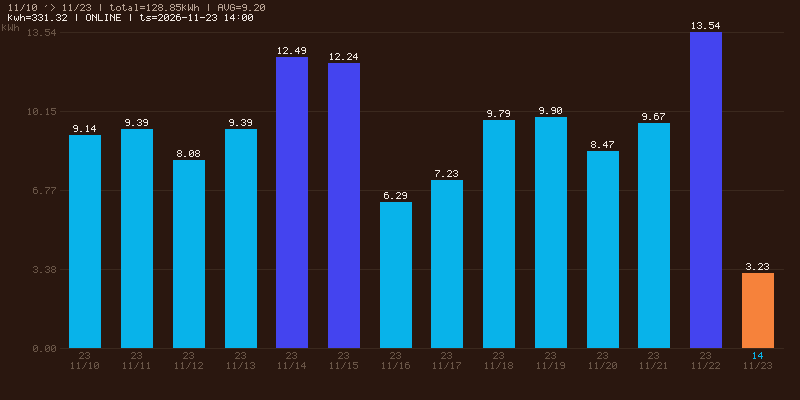 11/10 -> 11/23 | total=128.85kWh | AVG=9.20
Kwh=331.32 | ONLINE | ts=2026-11-23 14:00
kWh
13.54
10.15
6.77
3.38
0.00
9.14 9.39 8.08 9.39 12.49 12.24 6.29 7.23 9.79 9.90 8.47 9.67 13.54 3.23
23 23 23 23 23 23 23 23 23 23 23 23 23 14
11/10 11/11 11/12 11/13 11/14 11/15 11/16 11/17 11/18 11/19 11/20 11/21 11/22 11/23